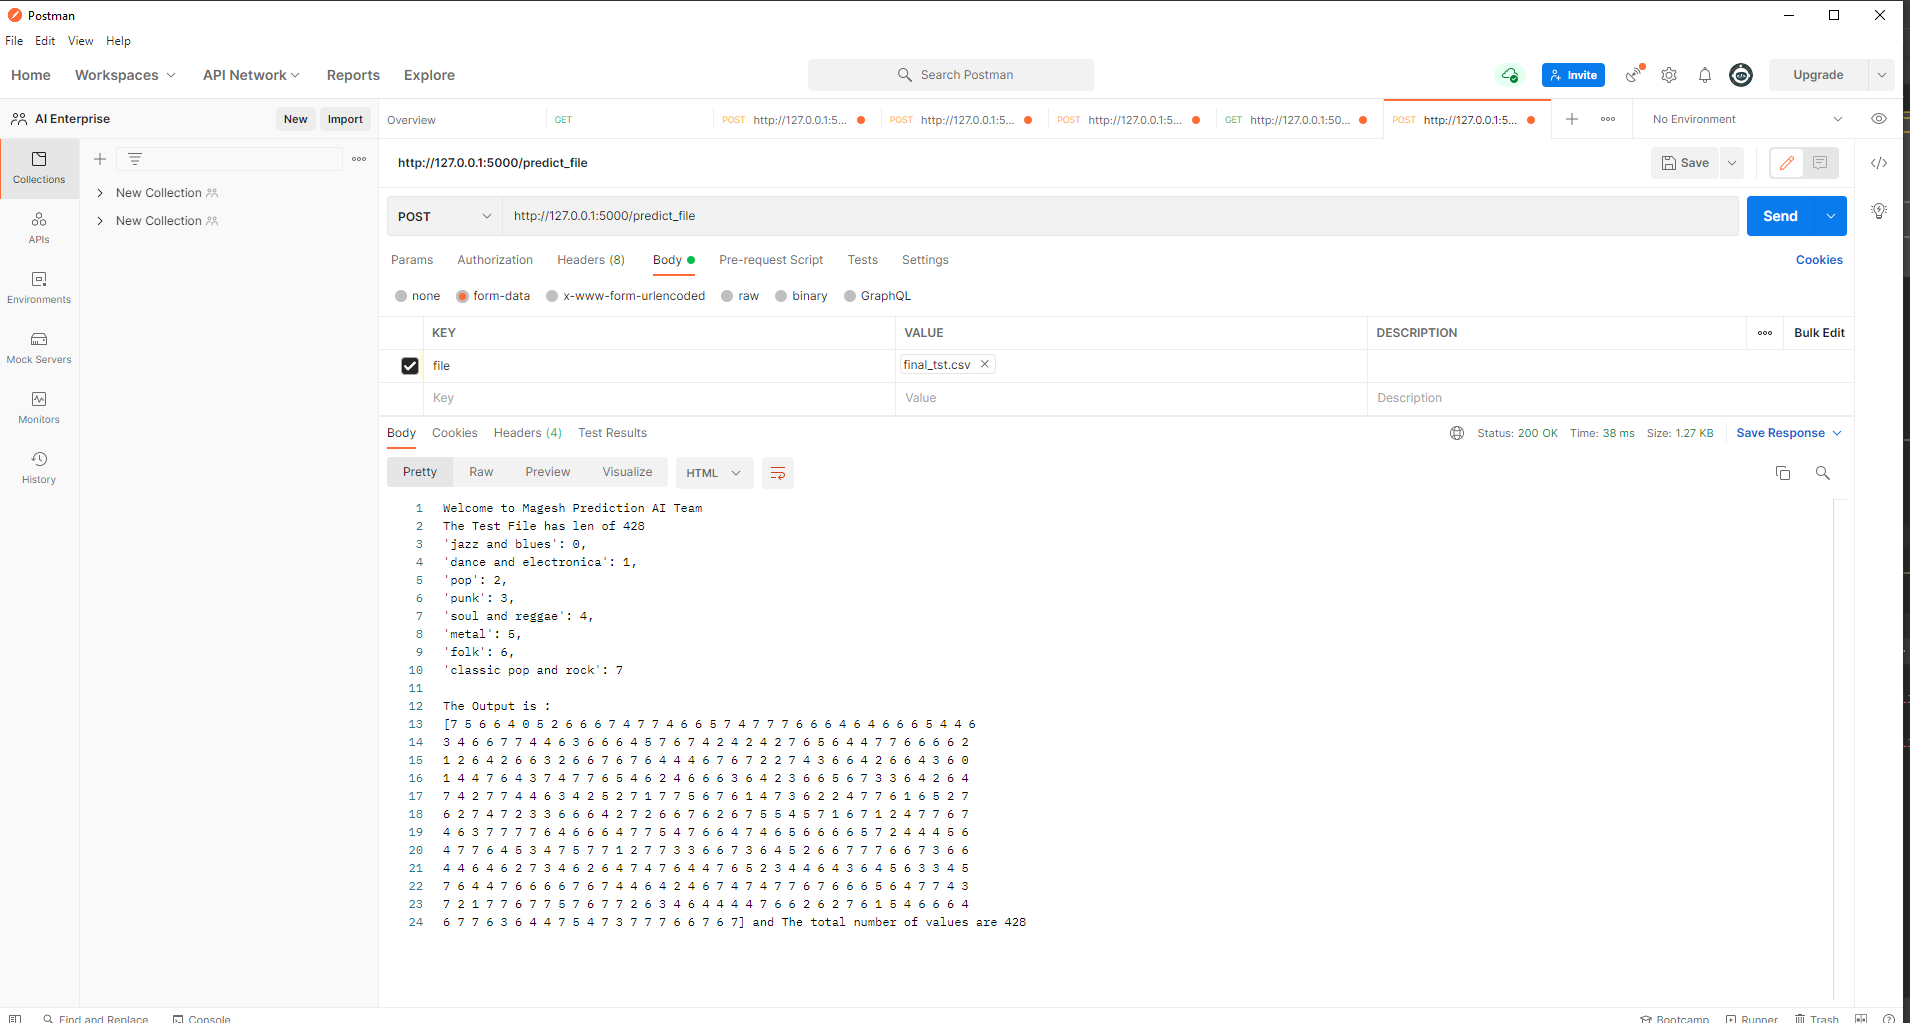 Postman
File Edit View Help
Home Workspaces API Network Reports Explore Search Postman Invite Upgrade
AI Enterprise New Import Overview GET POST http://127.0.0.1:5... POST http://127.0.0.1:5... POST http://127.0.0.1:5... GET http://127.0.0.1:50... POST http://127.0.0.1:5... No Environment
Collections
New Collection
New Collection
APIs
Environments
Mock Servers
Monitors
History
http://127.0.0.1:5000/predict_file Save
POST http://127.0.0.1:5000/predict_file Send
Params Authorization Headers (8) Body Pre-request Script Tests Settings Cookies
none form-data x-www-form-urlencoded raw binary GraphQL
KEY VALUE DESCRIPTION Bulk Edit
file final_tst.csv
Key Value Description
Body Cookies Headers (4) Test Results Status: 200 OK Time: 38 ms Size: 1.27 KB Save Response
Pretty Raw Preview Visualize HTML
1 Welcome to Magesh Prediction AI Team
2 The Test File has len of 428
3 'jazz and blues': 0,
4 'dance and electronica': 1,
5 'pop': 2,
6 'punk': 3,
7 'soul and reggae': 4,
8 'metal': 5,
9 'folk': 6,
10 'classic pop and rock': 7
11
12 The Output is :
13 [7 5 6 6 4 0 5 2 6 6 6 7 4 7 7 4 6 6 5 7 4 7 7 7 6 6 6 4 6 4 6 6 6 5 4 4 6
14 3 4 6 6 7 7 4 4 6 3 6 6 6 4 5 7 6 7 4 2 4 2 4 2 7 6 5 6 4 4 7 7 6 6 6 6 2
15 1 2 6 4 2 6 6 3 2 6 6 7 6 7 6 4 4 4 6 7 6 7 2 2 7 4 3 6 6 4 2 6 6 4 3 6 0
16 1 4 4 7 6 4 3 7 4 7 7 6 5 4 6 2 4 6 6 6 3 6 4 2 3 6 6 5 6 7 3 3 6 4 2 6 4
17 7 4 2 7 7 4 4 6 3 4 2 5 2 7 1 7 7 5 6 7 6 1 4 7 3 6 2 2 4 7 7 6 1 6 5 2 7
18 6 2 7 4 7 2 3 3 6 6 6 4 2 7 2 6 6 7 6 2 6 7 5 5 4 5 7 1 6 7 1 2 4 7 7 6 7
19 4 6 3 7 7 7 7 6 4 6 6 6 4 7 7 5 4 7 6 6 4 7 4 6 5 6 6 6 6 5 7 2 4 4 4 5 6
20 4 7 7 6 4 5 3 4 7 5 7 7 1 2 7 7 3 3 6 6 7 3 6 4 5 2 6 6 7 7 7 6 6 7 3 6 6
21 4 4 6 4 6 2 7 3 4 6 2 6 4 7 4 7 6 4 4 7 6 5 2 3 4 4 6 4 3 6 4 5 6 3 3 4 5
22 7 6 4 4 7 6 6 6 6 7 6 7 4 4 6 4 2 4 6 7 4 7 4 7 7 6 7 6 6 6 5 6 4 7 7 4 3
23 7 2 1 7 7 6 7 7 5 7 6 7 7 2 6 3 4 6 4 4 4 4 7 6 6 2 6 2 7 6 1 5 4 6 6 6 4
24 6 7 7 6 3 6 4 4 7 5 4 7 3 7 7 7 6 6 7 6 7] and The total number of values are 428
Find and Replace Console Bootcamp Runner Trash